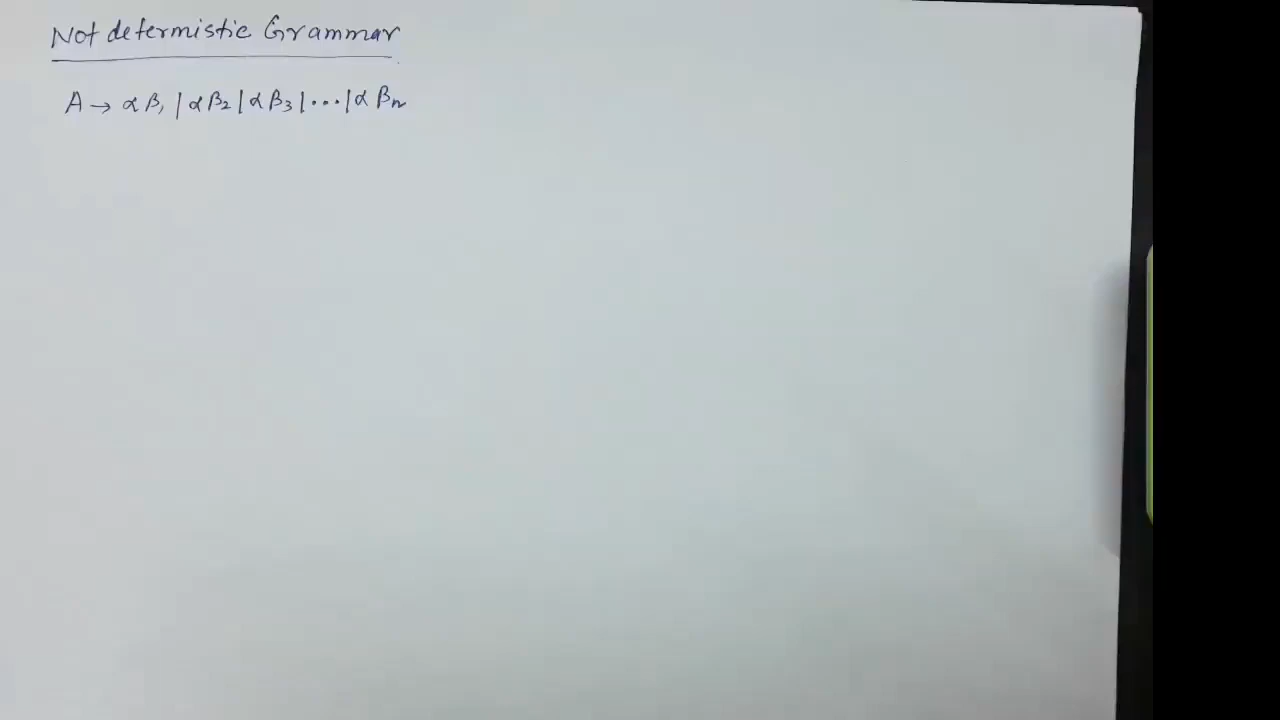 Not determistic Grammar
A → αβ₁ | αβ₂ | αβ₃ | ... | αβₙ